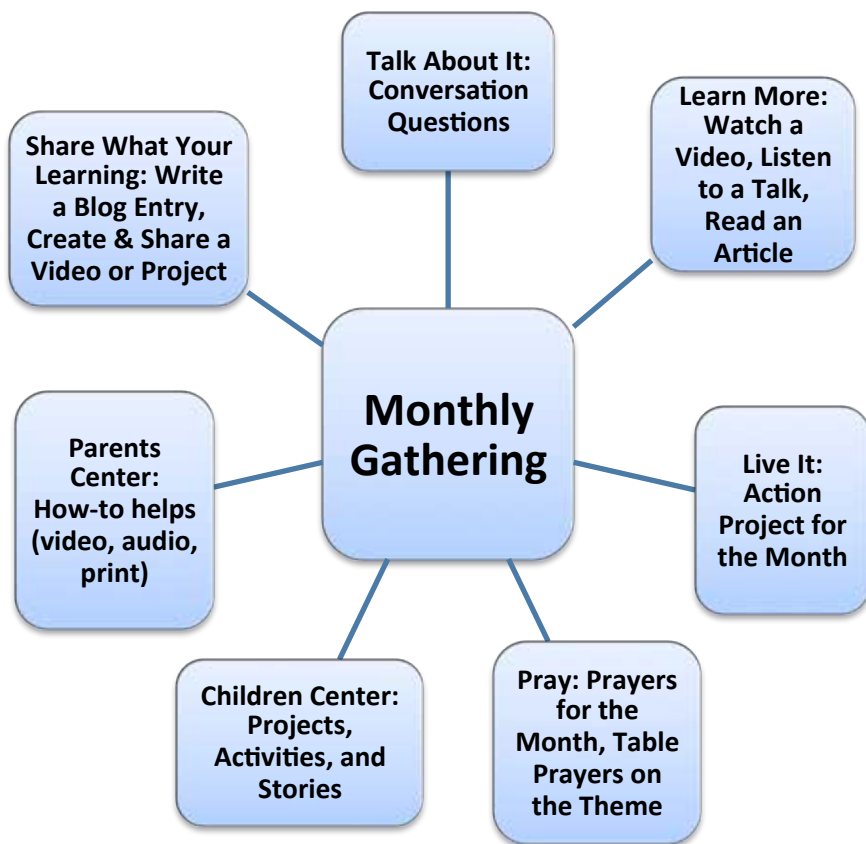 Talk About It:
Conversation
Questions
Learn More:
Watch a
Video, Listen
to a Talk,
Read an
Article
Share What Your
Learning: Write
a Blog Entry,
Create & Share a
Video or Project
Monthly
Gathering
Parents
Center:
How-to helps
(video, audio,
print)
Live It:
Action
Project for
the Month
Children Center:
Projects,
Activities, and
Stories
Pray: Prayers
for the
Month, Table
Prayers on
the Theme